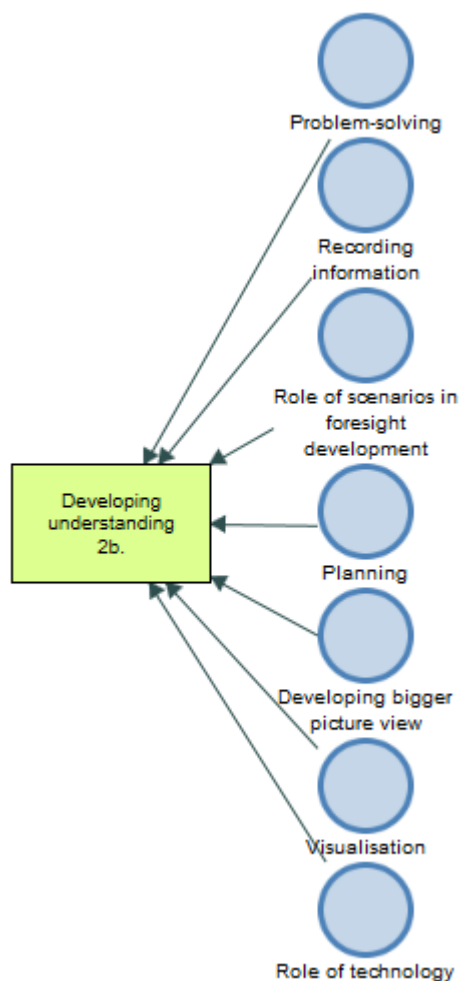 Problem-solving
Recording
information
Role of scenarios in
foresight
development
Developing
understanding
2b.
Planning
Developing bigger
picture view
Visualisation
Role of technology